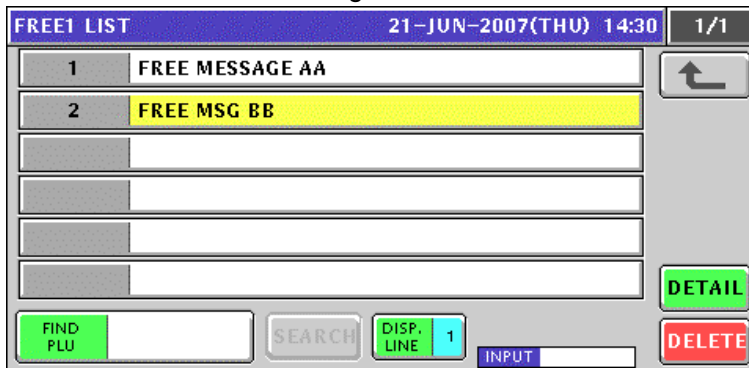 FREE1 LIST 21-JUN-2007(THU) 14:30 1/1
1 FREE MESSAGE AA
2 FREE MSG BB
DETAIL
FIND PLU
SEARCH
DISP. LINE 1
INPUT
DELETE